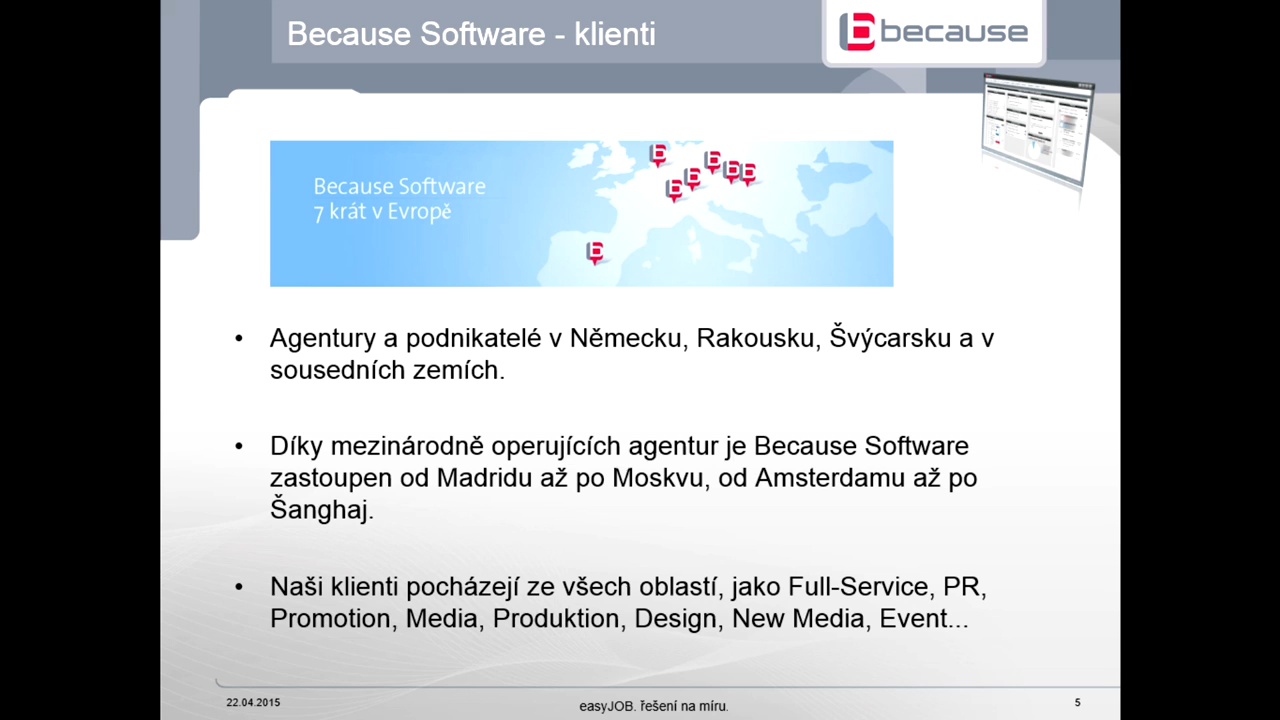 Because Software - klienti
because
Because Software
7 krát v Evropě
• Agentury a podnikatelé v Německu, Rakousku, Švýcarsku a v
sousedních zemích.
• Díky mezinárodně operujících agentur je Because Software
zastoupen od Madridu až po Moskvu, od Amsterdamu až po
Šanghaj.
• Naši klienti pocházejí ze všech oblastí, jako Full-Service, PR,
Promotion, Media, Produktion, Design, New Media, Event...
22.04.2015
easyJOB. řešení na míru.
5